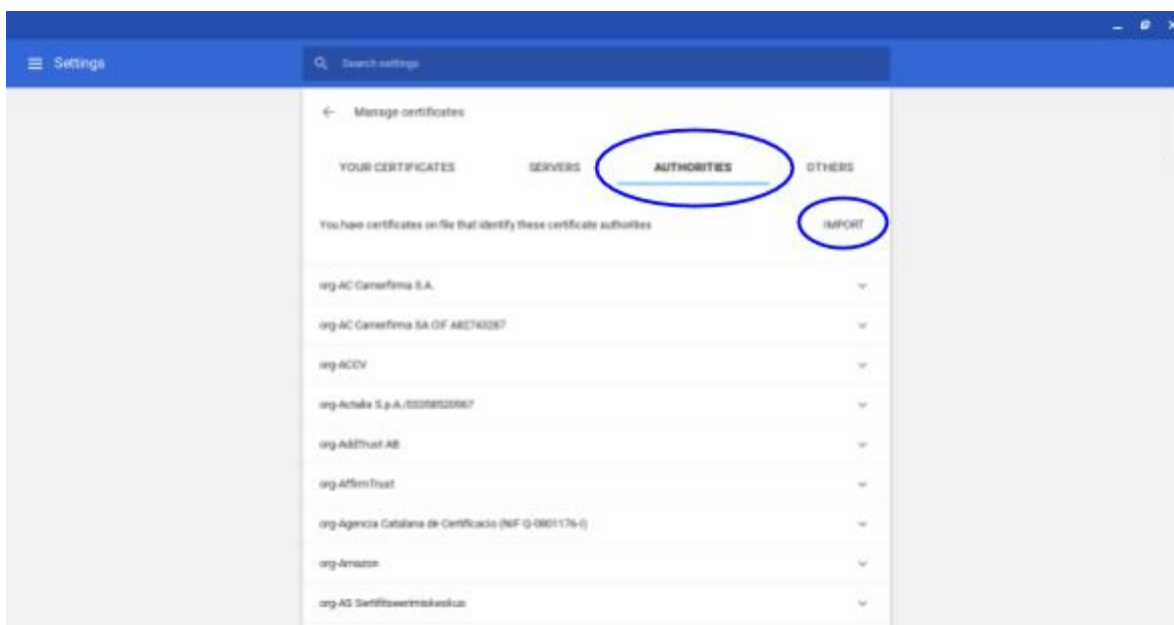 Settings
Search settings
Manage certificates
YOUR CERTIFICATES SERVERS AUTHORITIES OTHERS
You have certificates on file that identify these certificate authorities IMPORT
org-AC Camerfirma S.A.
org-AC Camerfirma SA CIF A82743287
org-ACCV
org-Actalis S.p.A./03358520967
org-AddTrust AB
org-AffirmTrust
org-Agencia Catalana de Certificacio (NIF Q-0801176-I)
org-Amazon
org-AS Sertifitseerimiskeskus